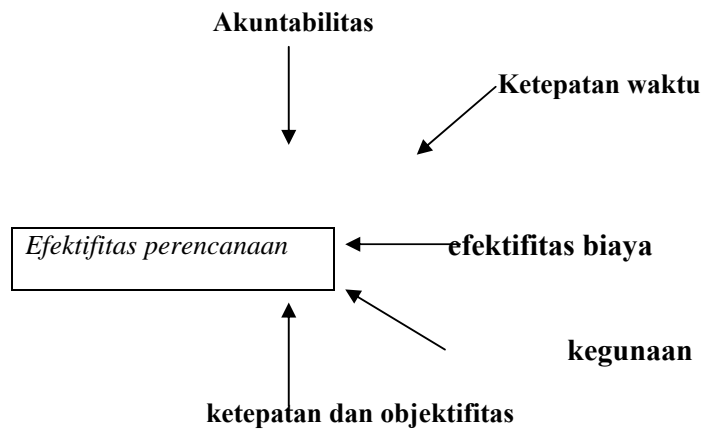 Akuntabilitas
Ketepatan waktu
Efektifitas perencanaan
efektifitas biaya
kegunaan
ketepatan dan objektifitas